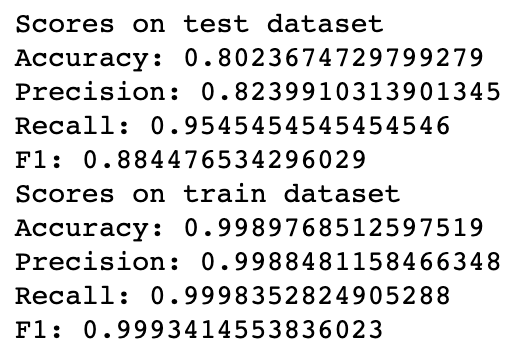 Scores on test dataset
Accuracy: 0.8023674729799279
Precision: 0.8239910313901345
Recall: 0.9545454545454546
F1: 0.884476534296029
Scores on train dataset
Accuracy: 0.9989768512597519
Precision: 0.9988481158466348
Recall: 0.9998352824905288
F1: 0.9993414553836023